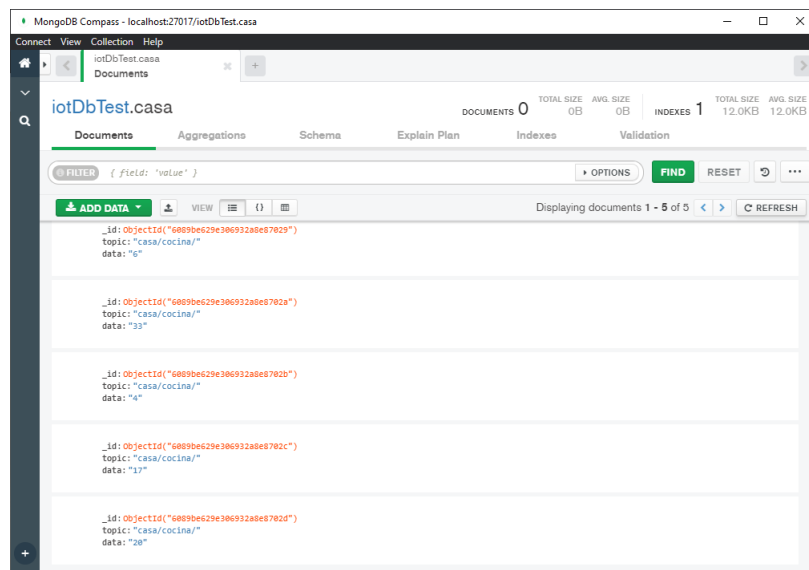 MongoDB Compass - localhost:27017/iotDbTest.casa
Connect View Collection Help
iotDbTest.casa
Documents
iotDbTest.casa
DOCUMENTS 0 TOTAL SIZE 0B AVG. SIZE 0B INDEXES 1 TOTAL SIZE 12.0KB AVG. SIZE 12.0KB
Documents Aggregations Schema Explain Plan Indexes Validation
FILTER { field: 'value' } OPTIONS FIND RESET
ADD DATA VIEW {} Displaying documents 1 - 5 of 5 REFRESH
_id:ObjectId("6089be629e306932a8e87029")
topic:"casa/cocina/"
data:"6"
_id:ObjectId("6089be629e306932a8e8702a")
topic:"casa/cocina/"
data:"33"
_id:ObjectId("6089be629e306932a8e8702b")
topic:"casa/cocina/"
data:"4"
_id:ObjectId("6089be629e306932a8e8702c")
topic:"casa/cocina/"
data:"17"
_id:ObjectId("6089be629e306932a8e8702d")
topic:"casa/cocina/"
data:"20"